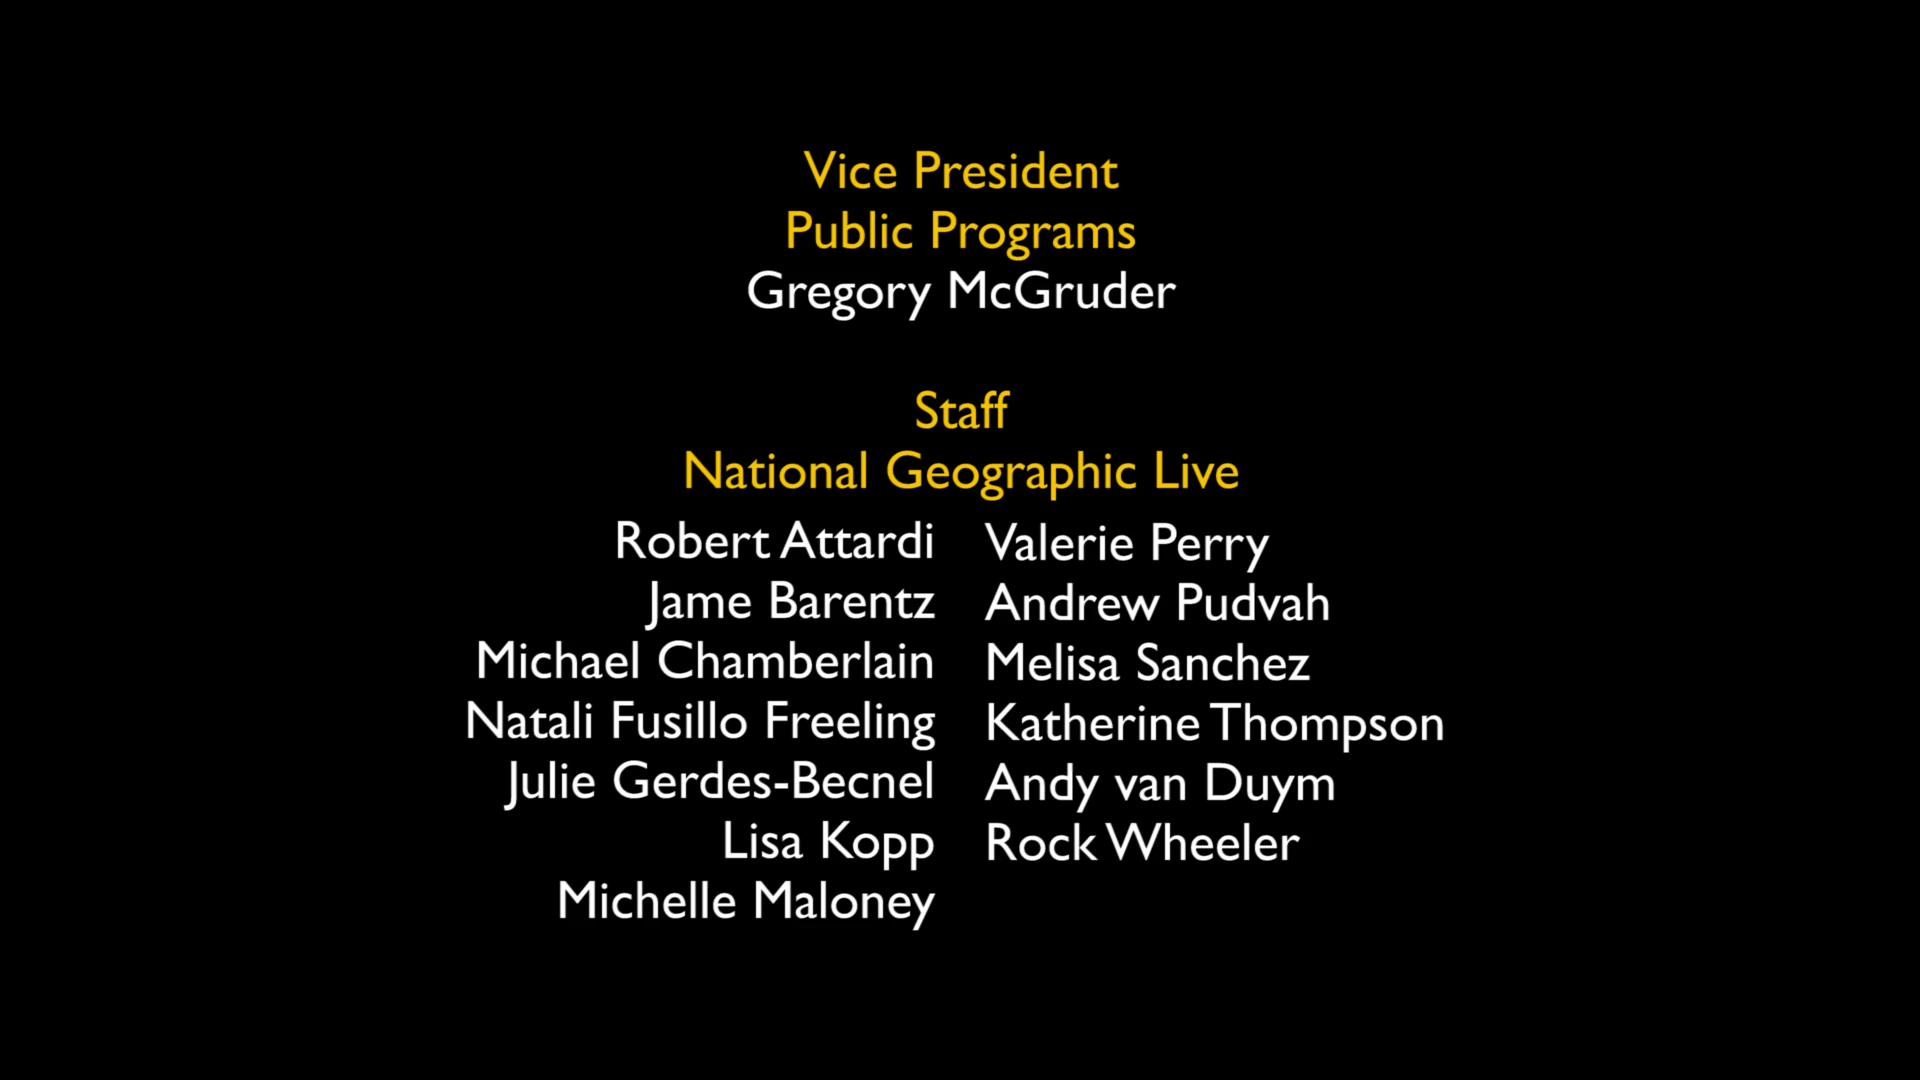 Vice President
Public Programs
Gregory McGruder
Staff
National Geographic Live
Robert Attardi
Jame Barentz
Michael Chamberlain
Natali Fusillo Freeling
Julie Gerdes-Becnel
Lisa Kopp
Michelle Maloney
Valerie Perry
Andrew Pudvah
Melisa Sanchez
Katherine Thompson
Andy van Duym
Rock Wheeler